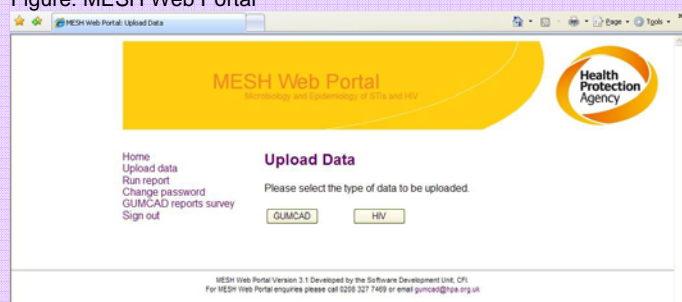 Figure: MESH Web Portal
MESH Web Portal: Upload Data
Page
Tools
MESH Web Portal
Microbiology and Epidemiology of STIs and HIV
Health
Protection
Agency
Home
Upload data
Run report
Change password
GUMCAD reports survey
Sign out
Upload Data
Please select the type of data to be uploaded.
GUMCAD HIV
MESH Web Portal Version 3.1 Developed by the Software Development Unit, CFI.
For MESH Web Portal enquiries please call 0208 327 7469 or email gumcad@hpa.org.uk